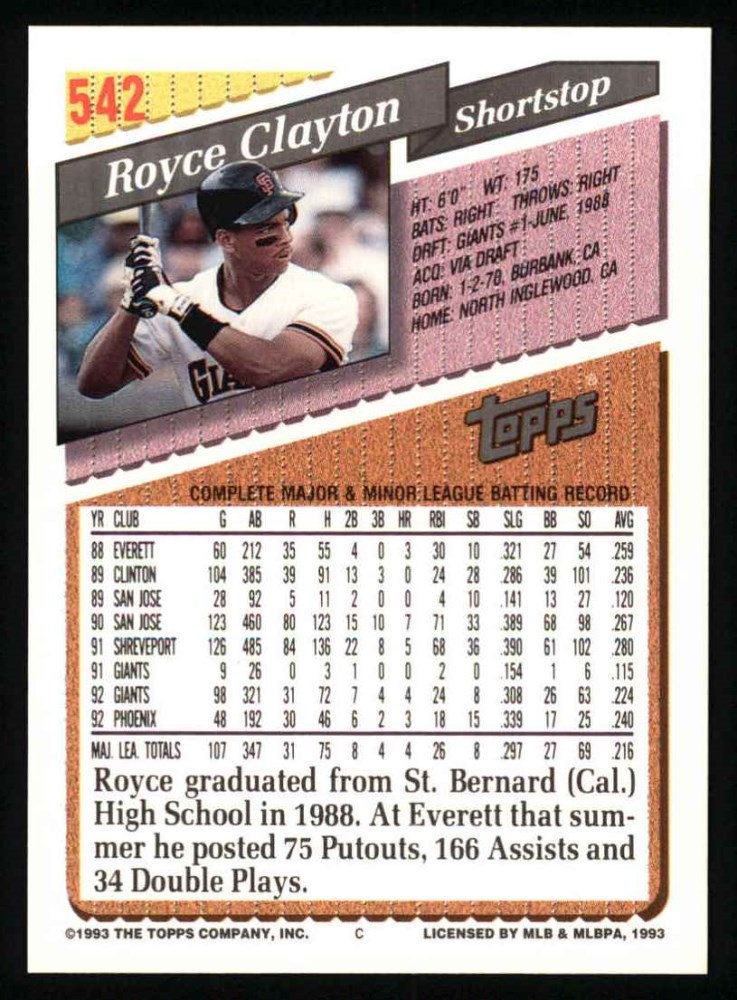 542
Royce Clayton
Shortstop
HT: 6'0" WT: 175
BATS: RIGHT THROWS: RIGHT
DRFT: GIANTS #1-JUNE, 1988
ACQ: VIA DRAFT
BORN: 1-2-70, BURBANK, CA
HOME: NORTH INGLEWOOD, CA
SF
GIA
Topps®
COMPLETE MAJOR & MINOR LEAGUE BATTING RECORD
YR CLUB G AB R H 2B 3B HR RBI SB SLG BB SO AVG
88 EVERETT 60 212 35 55 4 0 3 30 10 .321 27 54 .259
89 CLINTON 104 385 39 91 13 3 0 24 28 .286 39 101 .236
89 SAN JOSE 28 92 5 11 2 0 0 4 10 .141 13 27 .120
90 SAN JOSE 123 460 80 123 15 10 7 71 33 .389 68 98 .267
91 SHREVEPORT 126 485 84 136 22 8 5 68 36 .390 61 102 .280
91 GIANTS 9 26 0 3 1 0 0 2 0 .154 1 6 .115
92 GIANTS 98 321 31 72 7 4 4 24 8 .308 26 63 .224
92 PHOENIX 48 192 30 46 6 2 3 18 15 .339 17 25 .240
MAJ. LEA. TOTALS 107 347 31 75 8 4 4 26 8 .297 27 69 .216
Royce graduated from St. Bernard (Cal.)
High School in 1988. At Everett that sum-
mer he posted 75 Putouts, 166 Assists and
34 Double Plays.
©1993 THE TOPPS COMPANY, INC. C LICENSED BY MLB & MLBPA, 1993